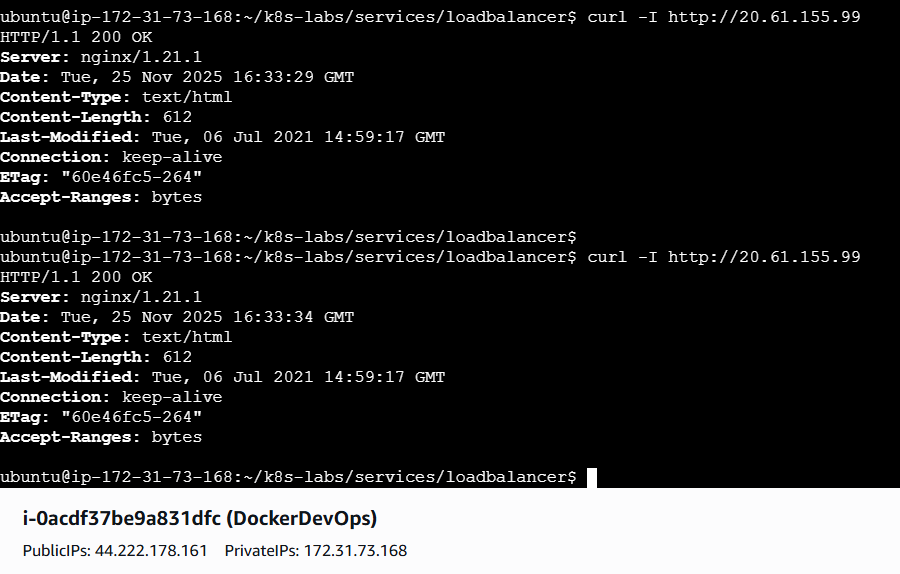 ubuntu@ip-172-31-73-168:~/k8s-labs/services/loadbalancer$ curl -I http://20.61.155.99
HTTP/1.1 200 OK
Server: nginx/1.21.1
Date: Tue, 25 Nov 2025 16:33:29 GMT
Content-Type: text/html
Content-Length: 612
Last-Modified: Tue, 06 Jul 2021 14:59:17 GMT
Connection: keep-alive
ETag: "60e46fc5-264"
Accept-Ranges: bytes
ubuntu@ip-172-31-73-168:~/k8s-labs/services/loadbalancer$
ubuntu@ip-172-31-73-168:~/k8s-labs/services/loadbalancer$ curl -I http://20.61.155.99
HTTP/1.1 200 OK
Server: nginx/1.21.1
Date: Tue, 25 Nov 2025 16:33:34 GMT
Content-Type: text/html
Content-Length: 612
Last-Modified: Tue, 06 Jul 2021 14:59:17 GMT
Connection: keep-alive
ETag: "60e46fc5-264"
Accept-Ranges: bytes
ubuntu@ip-172-31-73-168:~/k8s-labs/services/loadbalancer$
i-0acdf37be9a831dfc (DockerDevOps)
PublicIPs: 44.222.178.161 PrivateIPs: 172.31.73.168